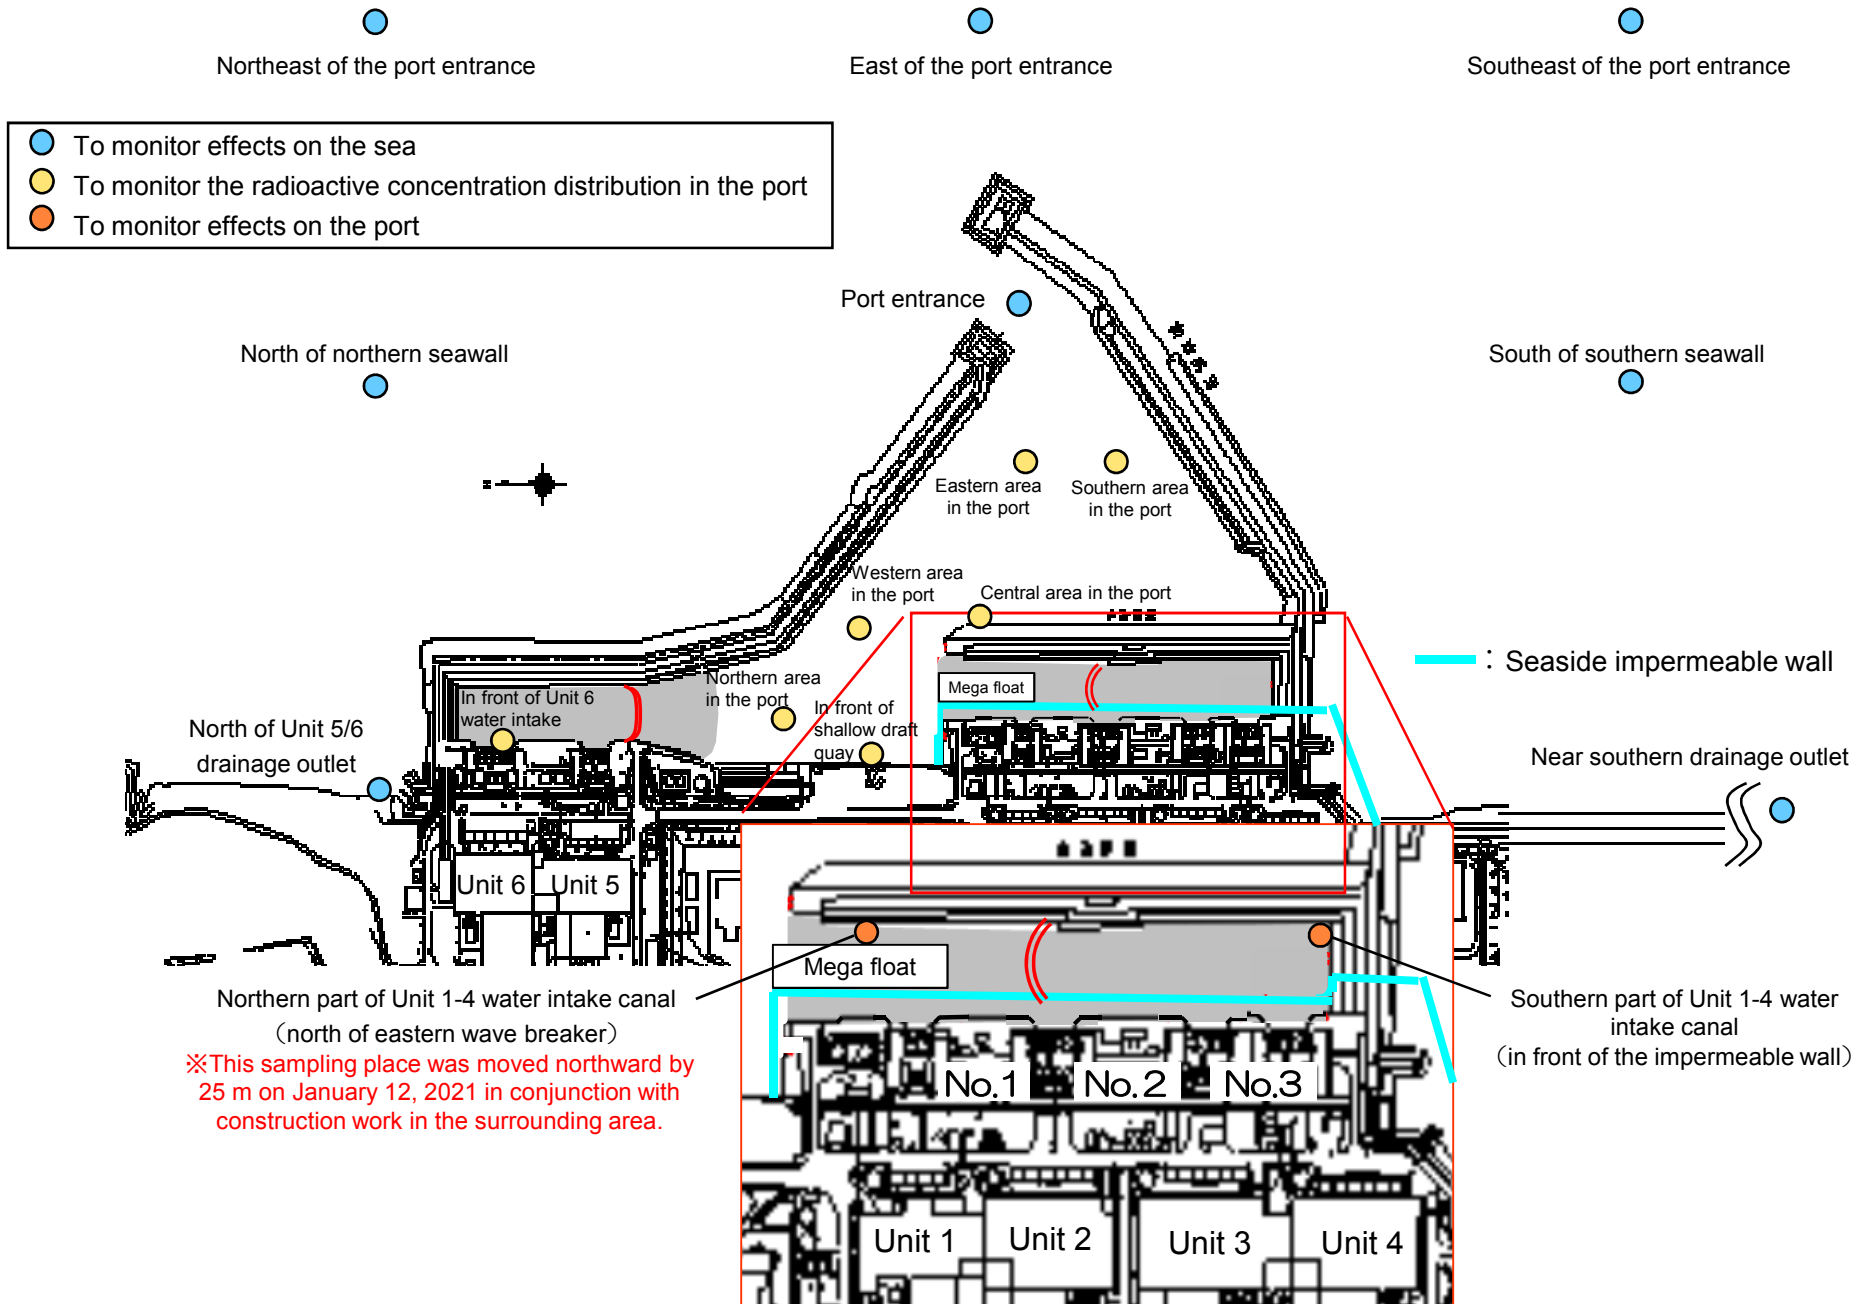 Northeast of the port entrance
East of the port entrance
Southeast of the port entrance
To monitor effects on the sea
To monitor the radioactive concentration distribution in the port
To monitor effects on the port
Port entrance
North of northern seawall
South of southern seawall
Eastern area
in the port
Southern area
in the port
Western area
in the port
Central area in the port
: Seaside impermeable wall
Northern area
in the port
In front of Unit 6
water intake
Mega float
In front of
shallow draft
quay
North of Unit 5/6
drainage outlet
Near southern drainage outlet
Unit 6
Unit 5
Mega float
Northern part of Unit 1-4 water intake canal
（north of eastern wave breaker）
※This sampling place was moved northward by
25 m on January 12, 2021 in conjunction with
construction work in the surrounding area.
Southern part of Unit 1-4 water
intake canal
（in front of the impermeable wall）
No.1
No.2
No.3
Unit 1
Unit 2
Unit 3
Unit 4